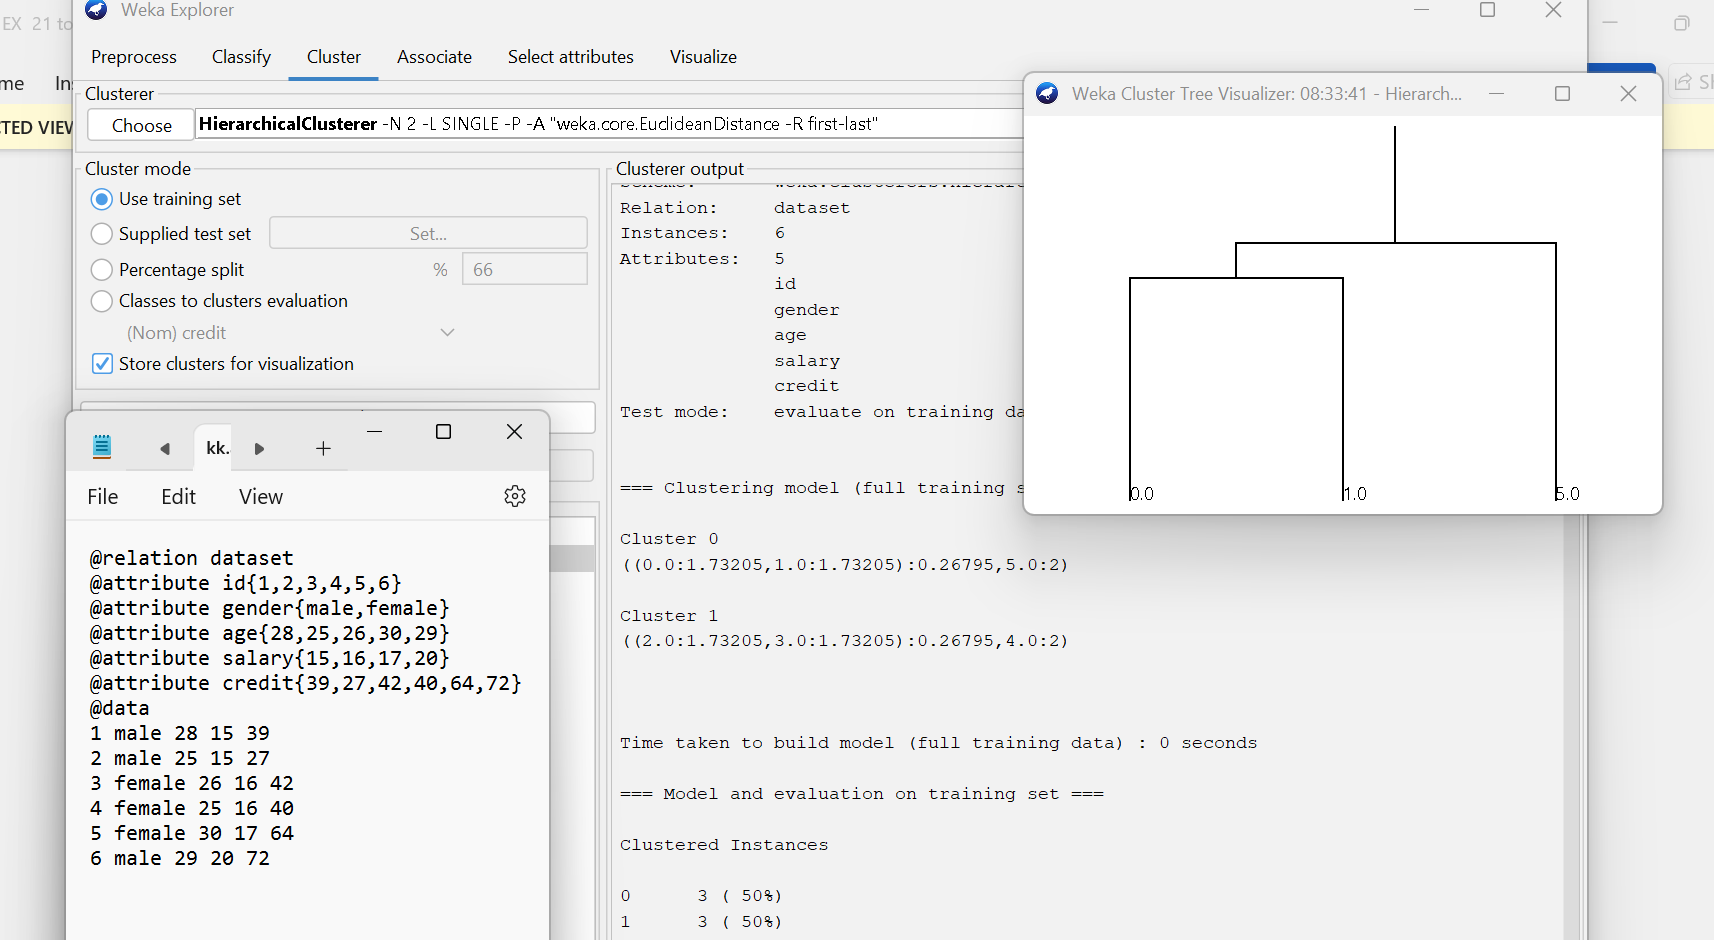 EX 21 to
Weka Explorer
me In
Preprocess Classify Cluster Associate Select attributes Visualize
Clusterer
Choose HierarchicalClusterer -N 2 -L SINGLE -P -A "weka.core.EuclideanDistance -R first-last"
Cluster mode
Use training set
Supplied test set Set...
Percentage split % 66
Classes to clusters evaluation
(Nom) credit
Store clusters for visualization
Clusterer output
Relation: dataset
Instances: 6
Attributes: 5
id
gender
age
salary
credit
Test mode: evaluate on training da
=== Clustering model (full training s
Cluster 0
((0.0:1.73205,1.0:1.73205):0.26795,5.0:2)
Cluster 1
((2.0:1.73205,3.0:1.73205):0.26795,4.0:2)
Time taken to build model (full training data) : 0 seconds
=== Model and evaluation on training set ===
Clustered Instances
0 3 ( 50%)
1 3 ( 50%)
Weka Cluster Tree Visualizer: 08:33:41 - Hierarch...
0.0 1.0 5.0
kk.
File Edit View
@relation dataset
@attribute id{1,2,3,4,5,6}
@attribute gender{male,female}
@attribute age{28,25,26,30,29}
@attribute salary{15,16,17,20}
@attribute credit{39,27,42,40,64,72}
@data
1 male 28 15 39
2 male 25 15 27
3 female 26 16 42
4 female 25 16 40
5 female 30 17 64
6 male 29 20 72